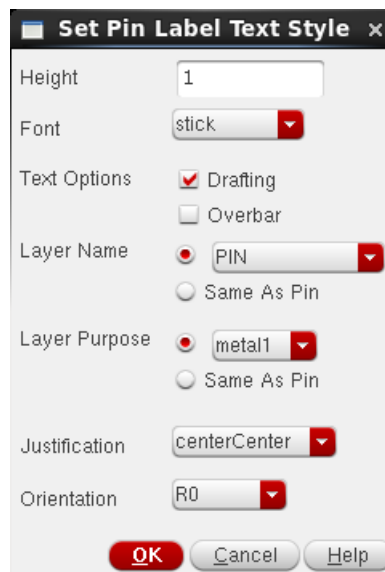 Set Pin Label Text Style x
Height 1
Font stick
Text Options Drafting
Overbar
Layer Name PIN
Same As Pin
Layer Purpose metal1
Same As Pin
Justification centerCenter
Orientation R0
OK Cancel Help